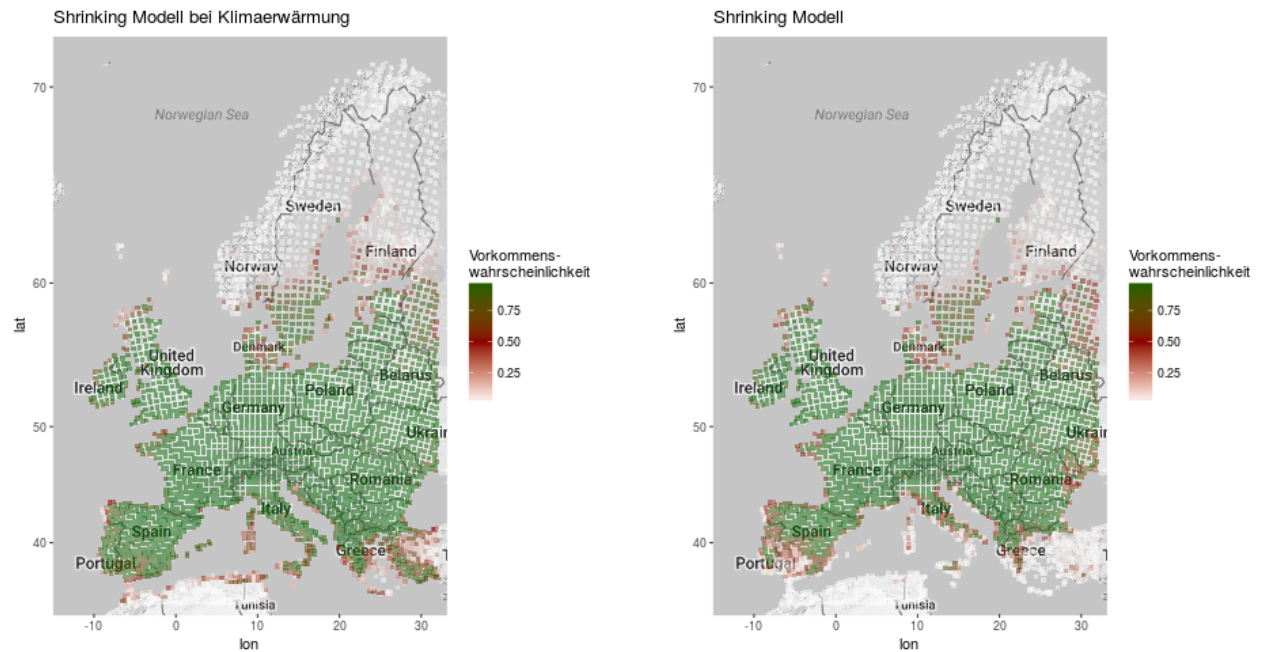 Shrinking Modell bei Klimaerwärmung
70
60
50
40
lat
-10
0
10
20
30
lon
Norwegian Sea
Sweden
Finland
Norway
Denmark
United
Kingdom
Ireland
Belarus
Poland
Germany
Ukrain
Austria
France
Romania
Italy
Spain
Greece
T
Portugal
Tunisia
Vorkommens-
wahrscheinlichkeit
0.75
0.50
0.25
Shrinking Modell
70
60
50
40
lat
-10
0
10
20
30
lon
Norwegian Sea
Sweden
Finland
Norway
Denmark
United
Kingdom
Ireland
Belarus
Poland
Germany
Ukrain
Austria
France
Romania
Italy
Spain
Greece
T
Portugal
Tunisia
Vorkommens-
wahrscheinlichkeit
0.75
0.50
0.25